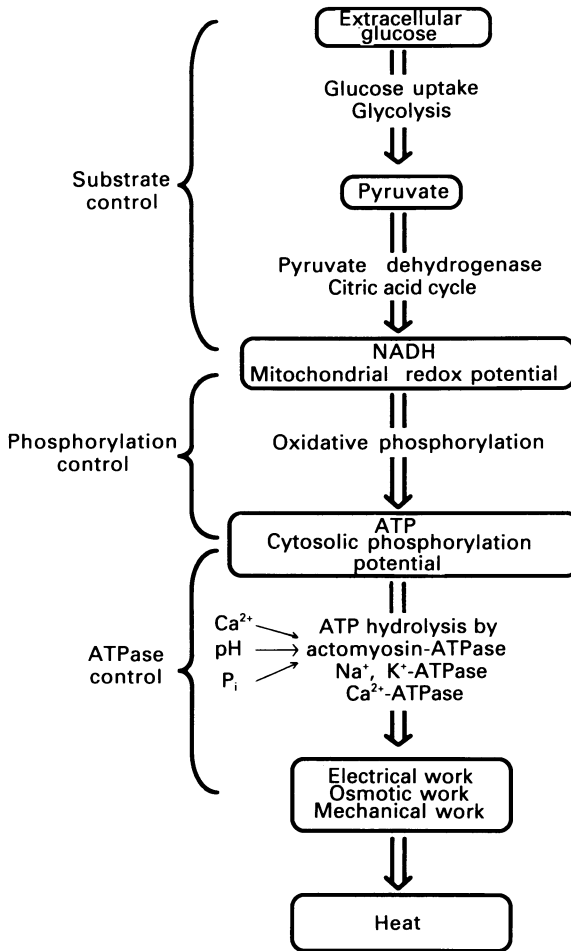 Extracellular
glucose
Glucose uptake
Glycolysis
Substrate
control
Pyruvate
Pyruvate dehydrogenase
Citric acid cycle
NADH
Mitochondrial redox potential
Phosphorylation
control
Oxidative phosphorylation
ATP
Cytosolic phosphorylation
potential
ATPase
control
Ca²⁺
pH
Pᵢ
ATP hydrolysis by
actomyosin-ATPase
Na⁺, K⁺-ATPase
Ca²⁺-ATPase
Electrical work
Osmotic work
Mechanical work
Heat